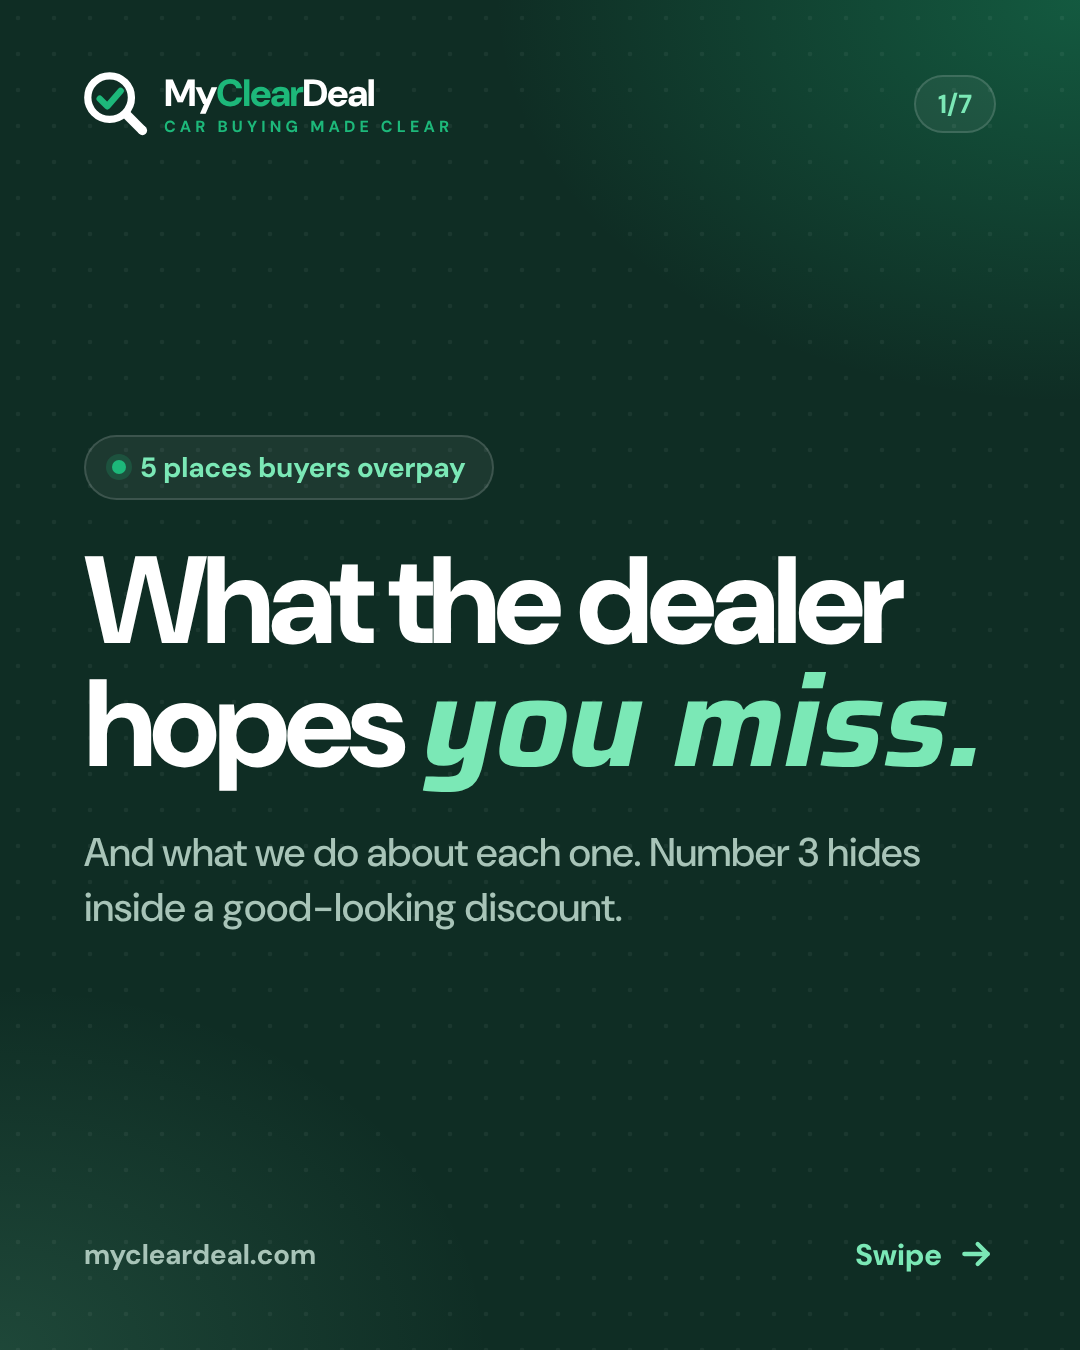 MyClearDeal
CAR BUYING MADE CLEAR
1/7
5 places buyers overpay
What the dealer
hopes you miss.
And what we do about each one. Number 3 hides
inside a good-looking discount.
mycleardeal.com
Swipe →